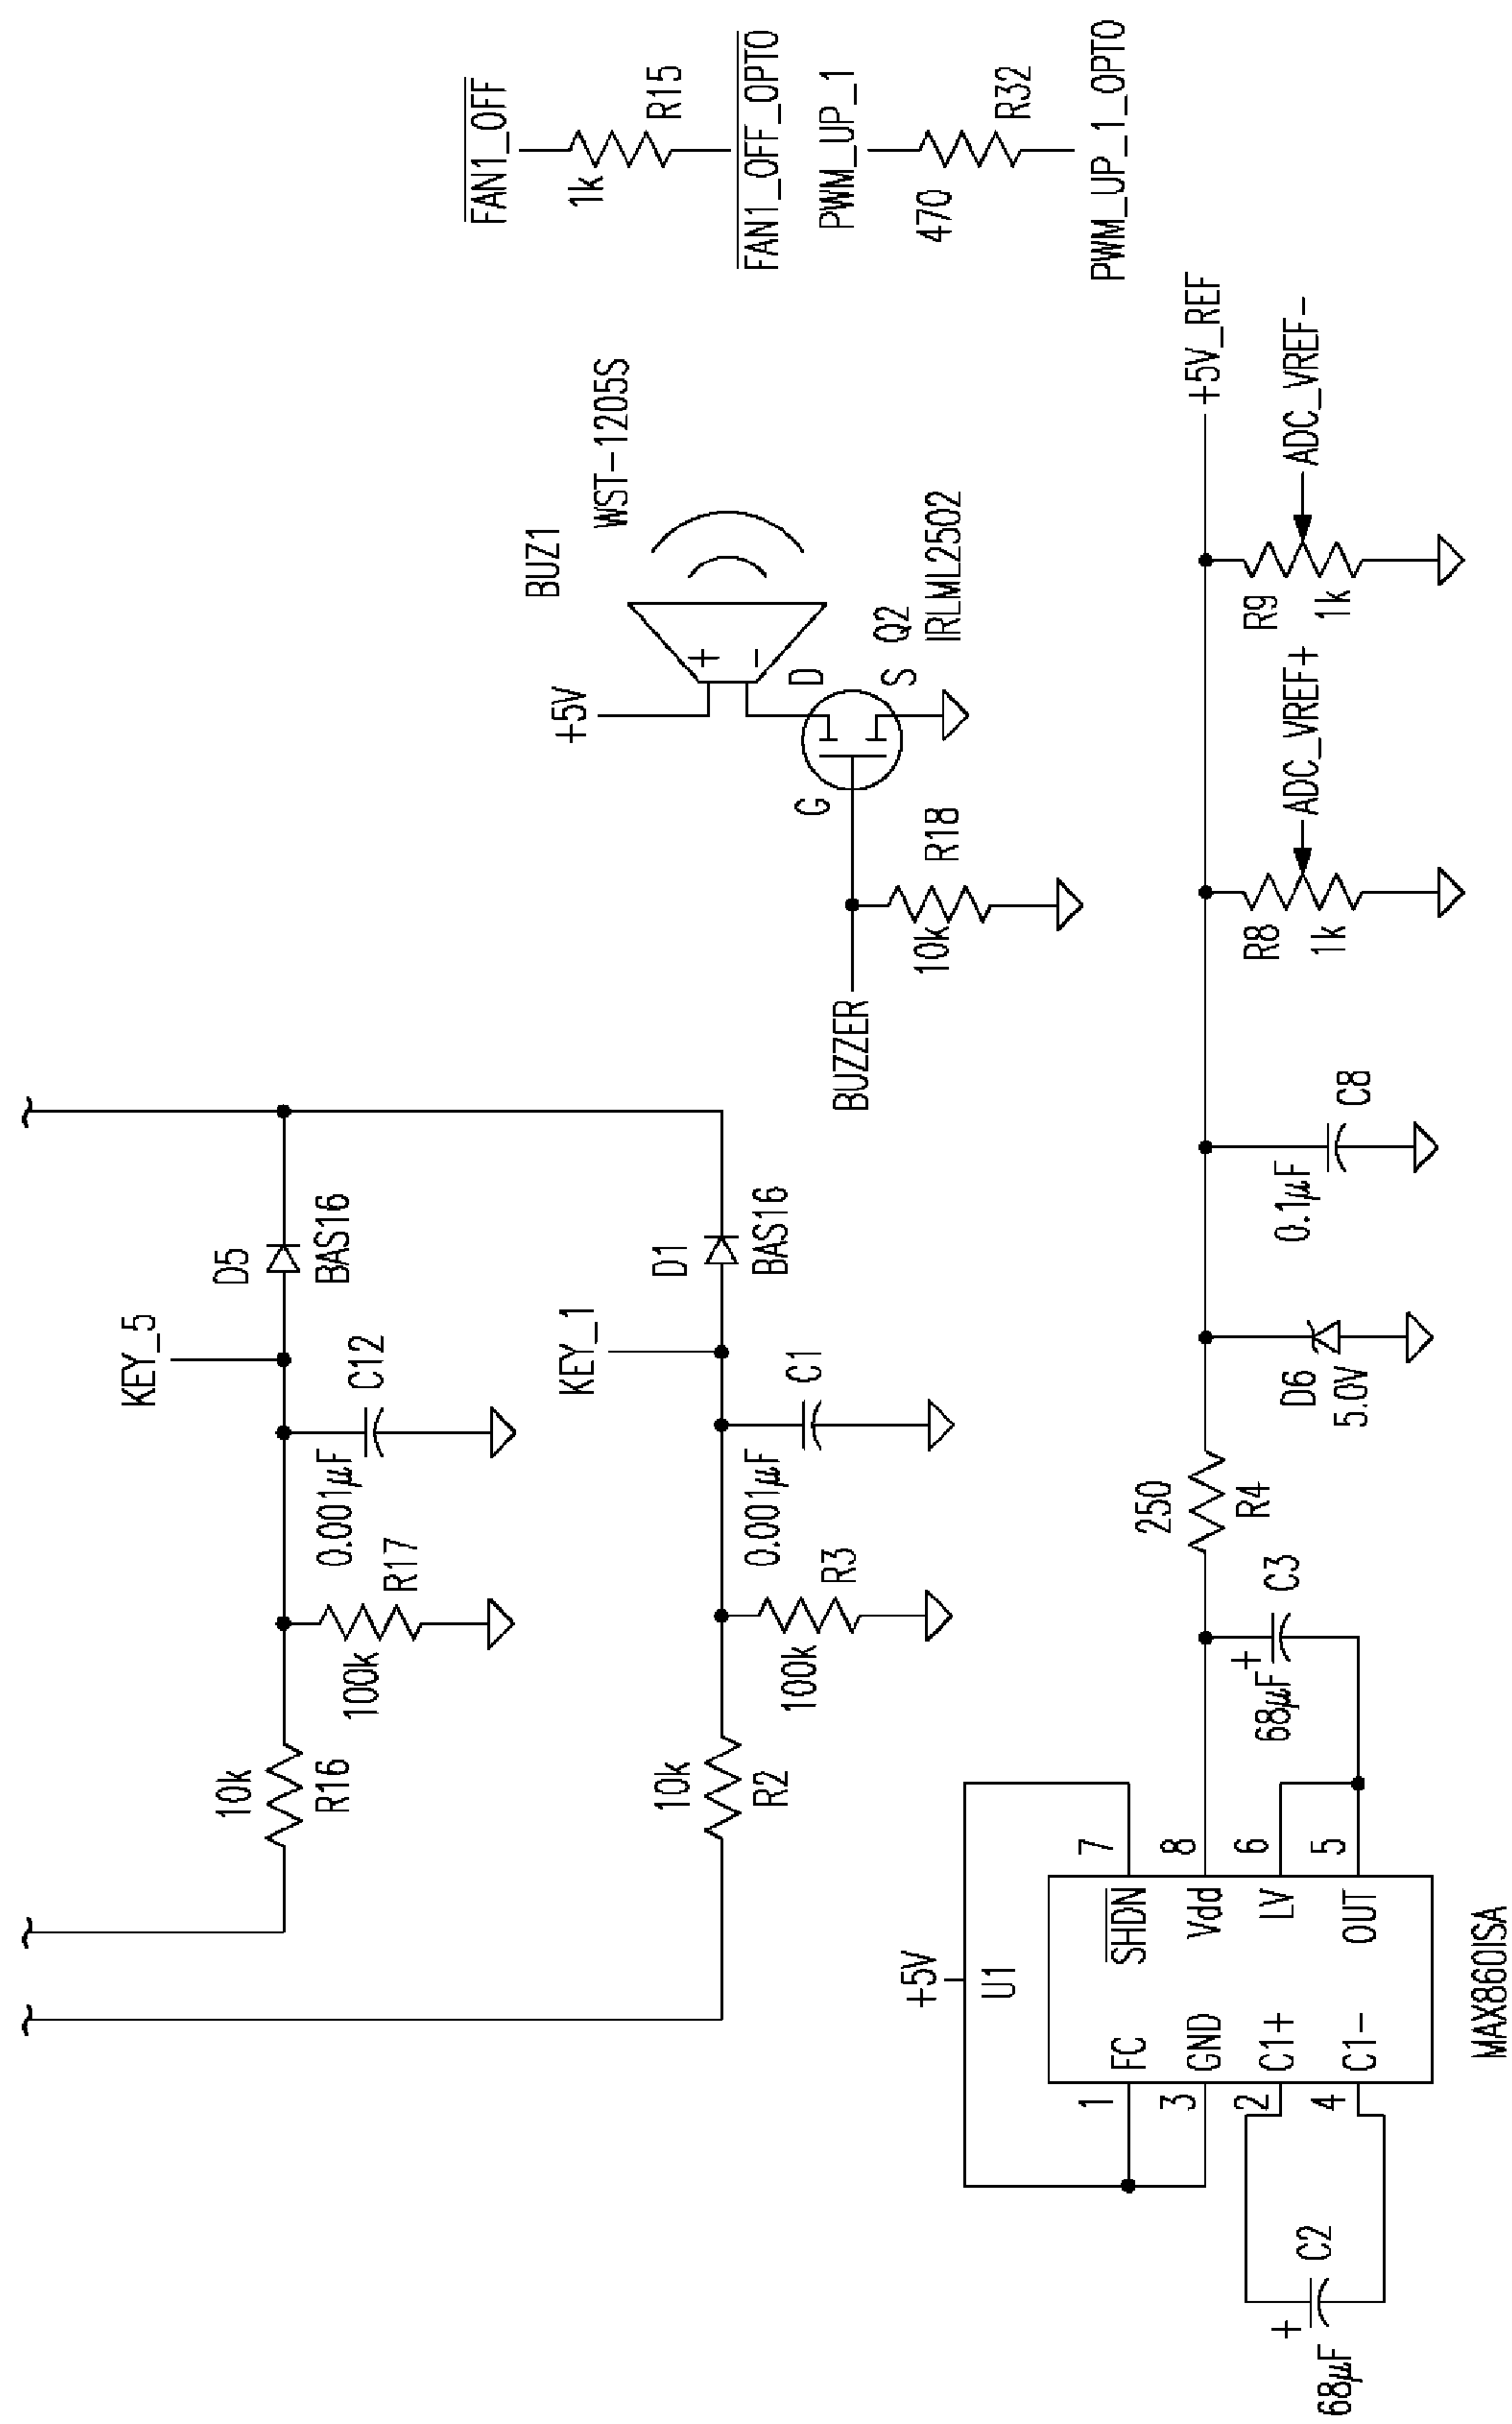 FAN1_OFF
1k
R15
FAN1_OFF_OPTO
PWM_UP_1
470
R32
PWM_UP_1_OPTO
KEY_5
D5
BAS16
C12
0.001µF
R17
100k
10k
R16
KEY_1
D1
BAS16
C1
0.001µF
R3
100k
10k
R2
BUZ1
WST-1205S
+5V
+
-
D
G
S
Q2
IRLML2502
BUZZER
R18
10k
+5V_REF
ADC_VREF-
R9
1k
ADC_VREF+
R8
1k
C8
0.1µF
D6
5.0V
250
R4
C3
+
68µF
+5V
U1
7
8
6
5
SHDN
Vdd
LV
OUT
FC
GND
C1+
C1-
1
3
2
4
MAX860ISA
C2
+
68µF